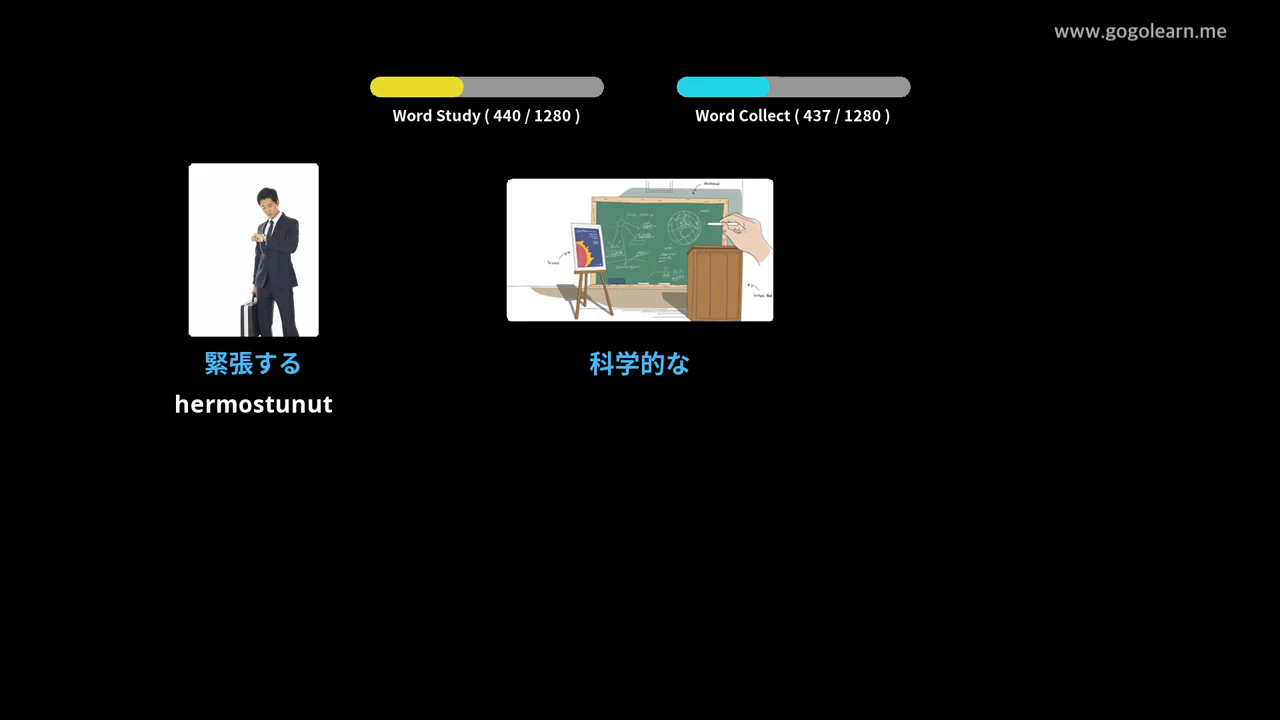 www.gogolearn.me
Word Study ( 440 / 1280 )
Word Collect ( 437 / 1280 )
緊張する
科学的な
hermostunut